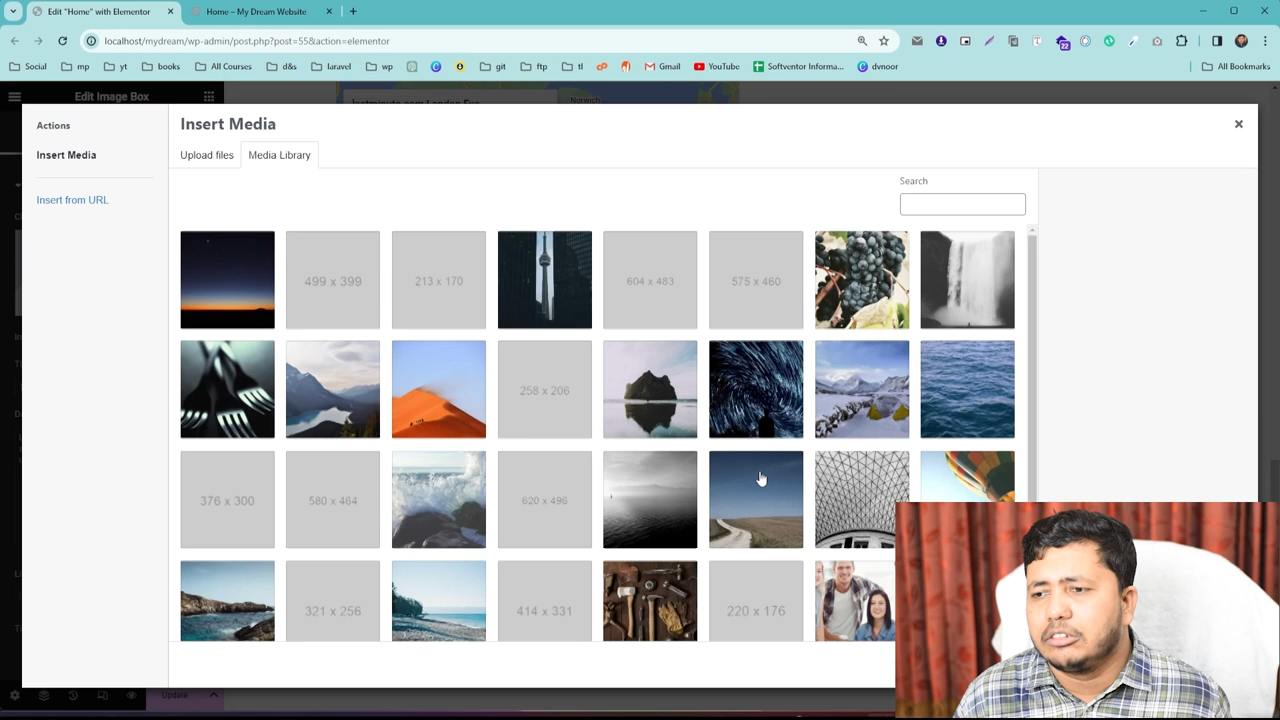 Edit "Home" with Elementor
Home – My Dream Website
localhost/mydream/wp-admin/post.php?post=55&action=elementor
22
Social
mp
yt
books
All Courses
d&s
laravel
wp
git
ftp
tl
Gmail
YouTube
Softventor Informa...
dvnoor
All Bookmarks
Edit Image Box
Norwich
Actions
Insert Media
Insert from URL
Insert Media
Upload files
Media Library
Search
499 x 399
213 x 170
604 x 483
575 x 460
258 x 206
376 x 300
580 x 464
620 x 496
321 x 256
414 x 331
220 x 176
Update